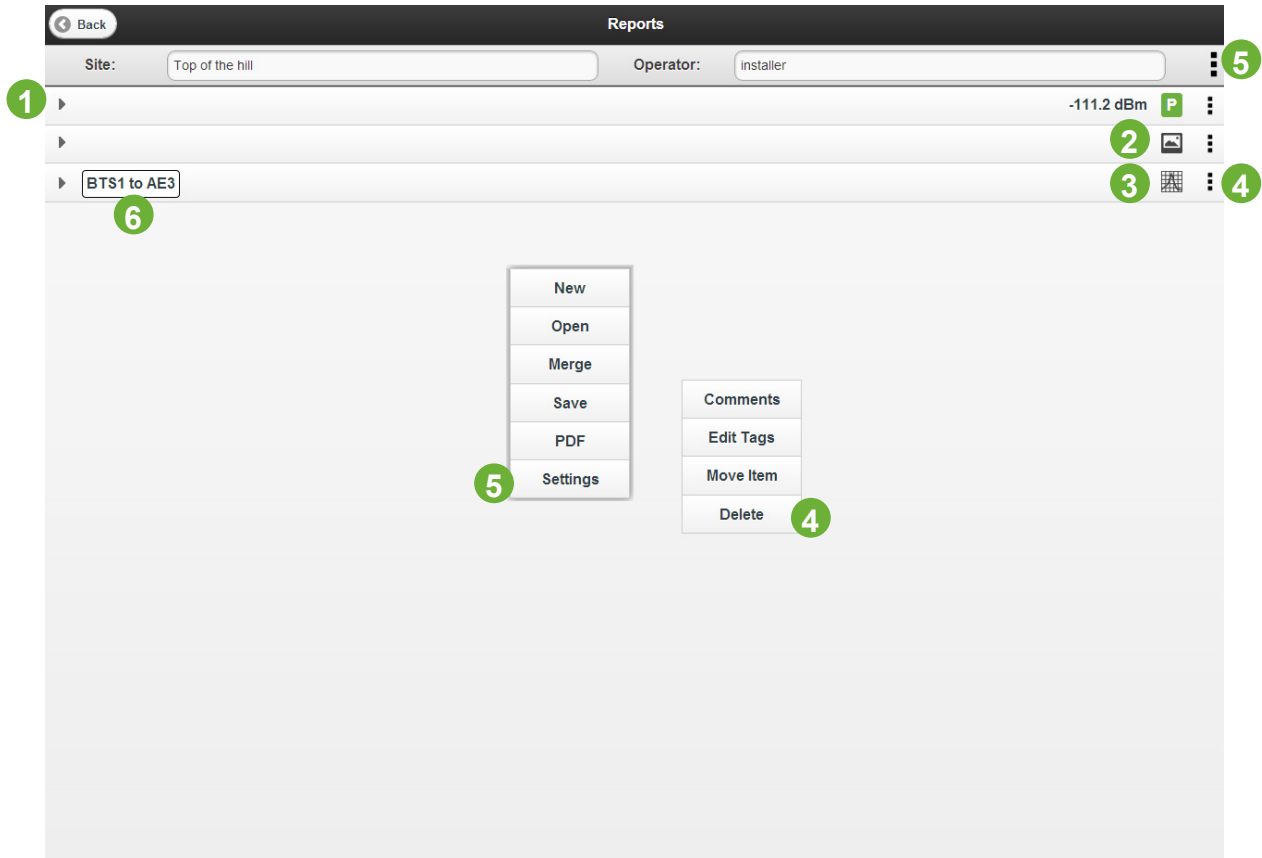 Back
Reports
Site: Top of the hill Operator: installer 5
1 -111.2 dBm P
2
BTS1 to AE3 3 4
6
New
Open
Merge
Save
PDF
5 Settings
Comments
Edit Tags
Move Item
Delete 4